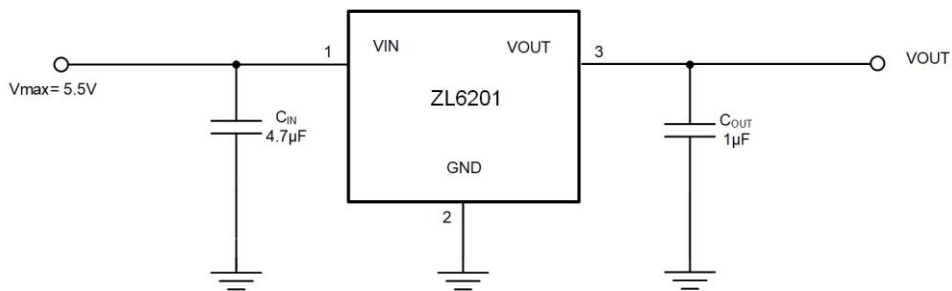 1
VIN
VOUT
3
VOUT
Vmax= 5.5V
ZL6201
CIN
4.7µF
COUT
1µF
GND
2